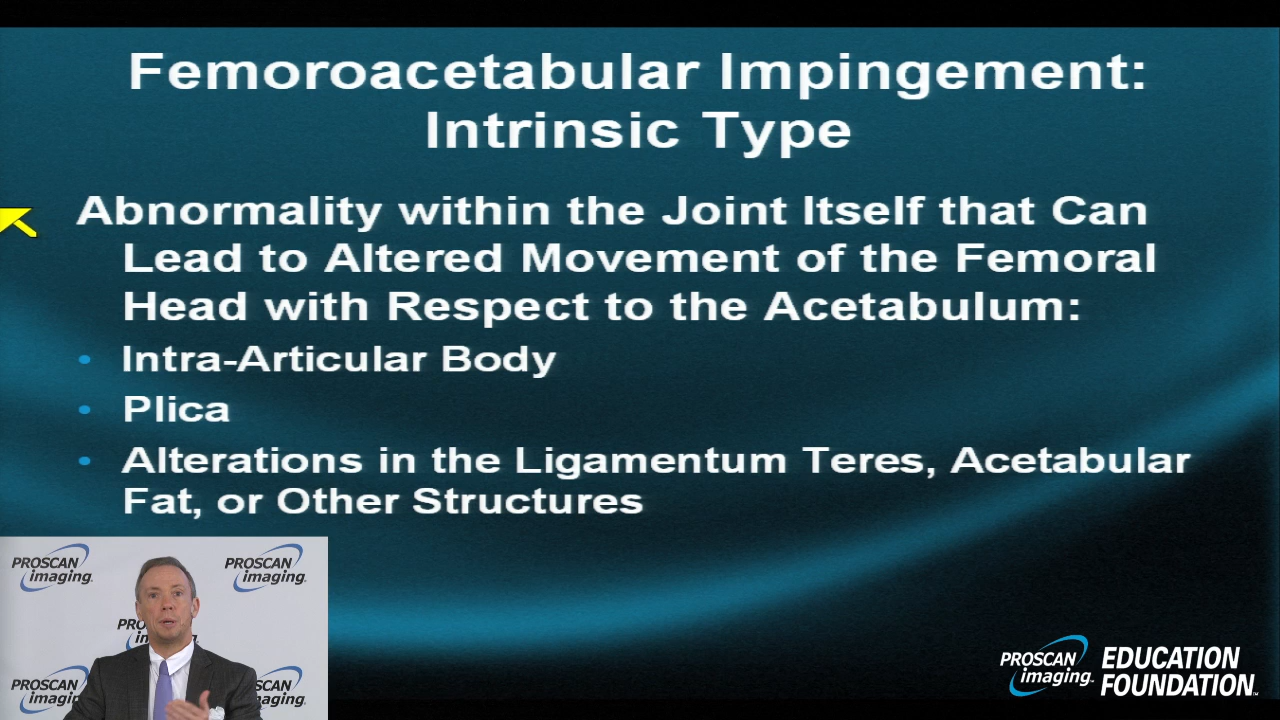 Femoroacetabular Impingement:
Intrinsic Type
Abnormality within the Joint Itself that Can
Lead to Altered Movement of the Femoral
Head with Respect to the Acetabulum:
• Intra-Articular Body
• Plica
• Alterations in the Ligamentum Teres, Acetabular
Fat, or Other Structures
PROSCAN
imaging
PROSCAN
imaging
PROSCAN
imaging
PROSCAN
imaging
EDUCATION
FOUNDATION